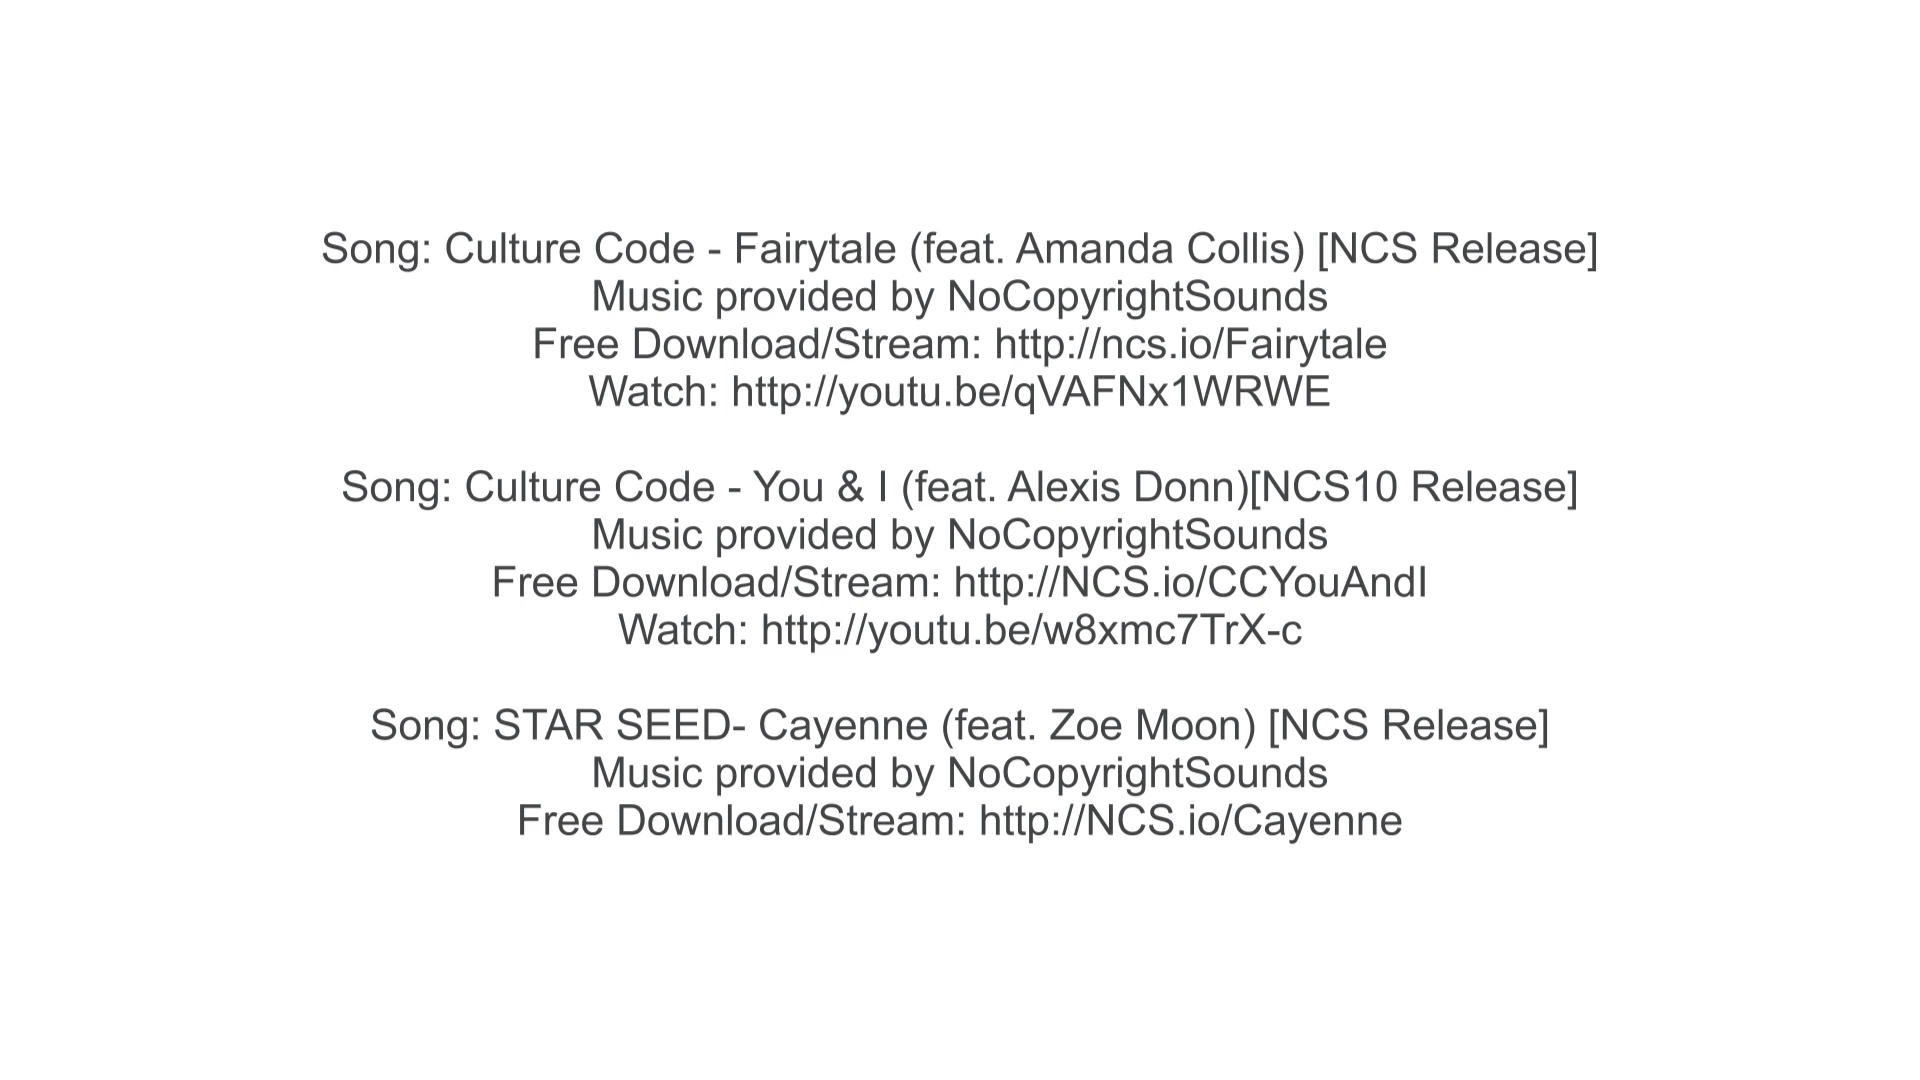 Song: Culture Code - Fairytale (feat. Amanda Collis) [NCS Release]
Music provided by NoCopyrightSounds
Free Download/Stream: http://ncs.io/Fairytale
Watch: http://youtu.be/qVAFNx1WRWE
Song: Culture Code - You & I (feat. Alexis Donn)[NCS10 Release]
Music provided by NoCopyrightSounds
Free Download/Stream: http://NCS.io/CCYouAndI
Watch: http://youtu.be/w8xmc7TrX-c
Song: STAR SEED- Cayenne (feat. Zoe Moon) [NCS Release]
Music provided by NoCopyrightSounds
Free Download/Stream: http://NCS.io/Cayenne